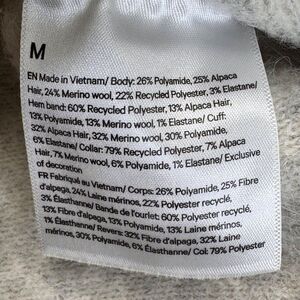 M
EN Made in Vietnam/ Body: 26% Polyamide, 25% Alpaca
Hair, 24% Merino wool, 22% Recycled Polyester, 3% Elastane/
Hem band: 60% Recycled Polyester, 13% Alpaca Hair,
13% Polyamide, 13% Merino wool, 1% Elastane/ Cuff:
32% Alpaca Hair, 32% Merino wool, 30% Polyamide,
6% Elastane/ Collar: 79% Recycled Polyester, 7% Alpaca
Hair, 7% Merino wool, 6% Polyamide, 1% Elastane/ Exclusive
of decoration
FR Fabriqué au Vietnam/ Corps: 26% Polyamide, 25% Fibre
d'alpaga, 24% Laine mérinos, 22% Polyester recyclé,
3% Élasthanne/ Bande de l'ourlet: 60% Polyester recyclé,
13% Fibre d'alpaga, 13% Polyamide, 13% Laine mérinos,
1% Élasthanne/ Revers: 32% Fibre d'alpaga, 32% Laine
mérinos, 30% Polyamide, 6% Élasthanne/ Col: 79% Polyester